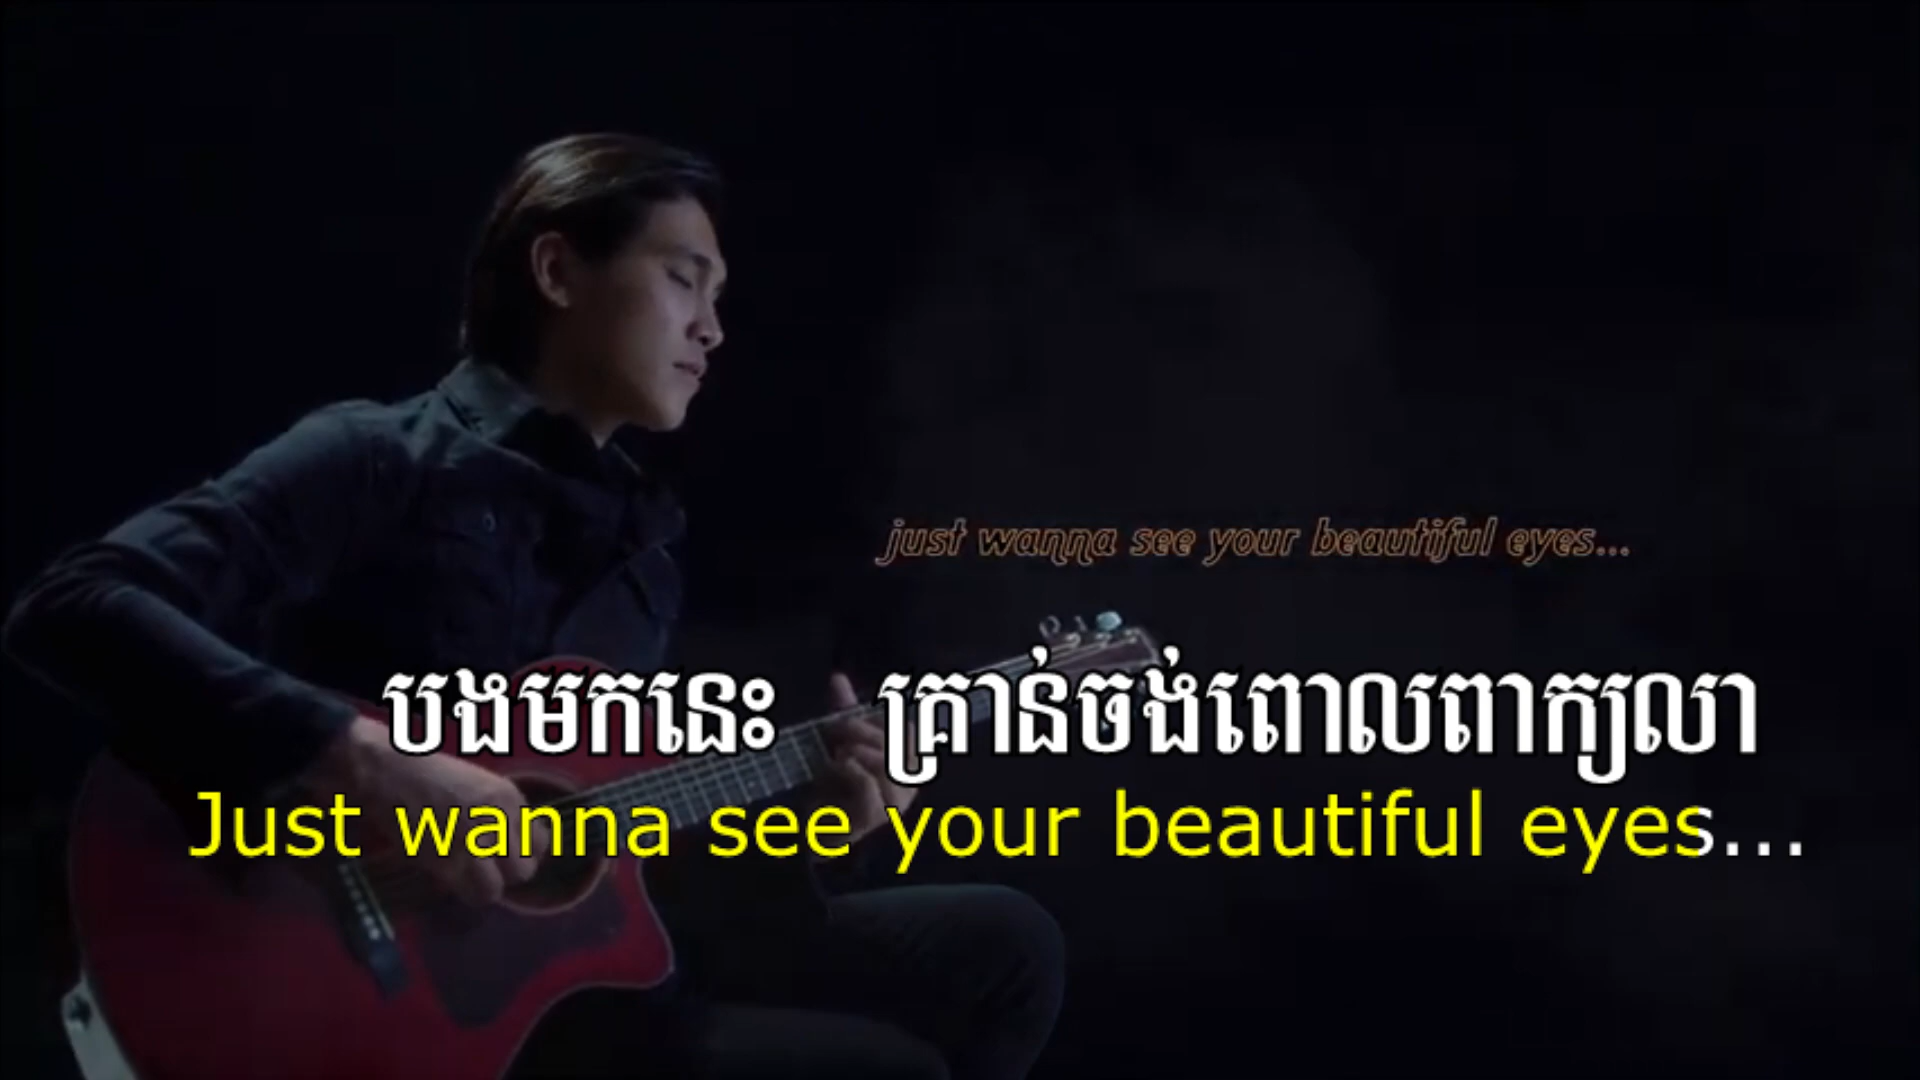 just wanna see your beautiful eyes...
បងមកនេះ គ្រាន់ចង់ពោលពាក្យលា
Just wanna see your beautiful eyes...